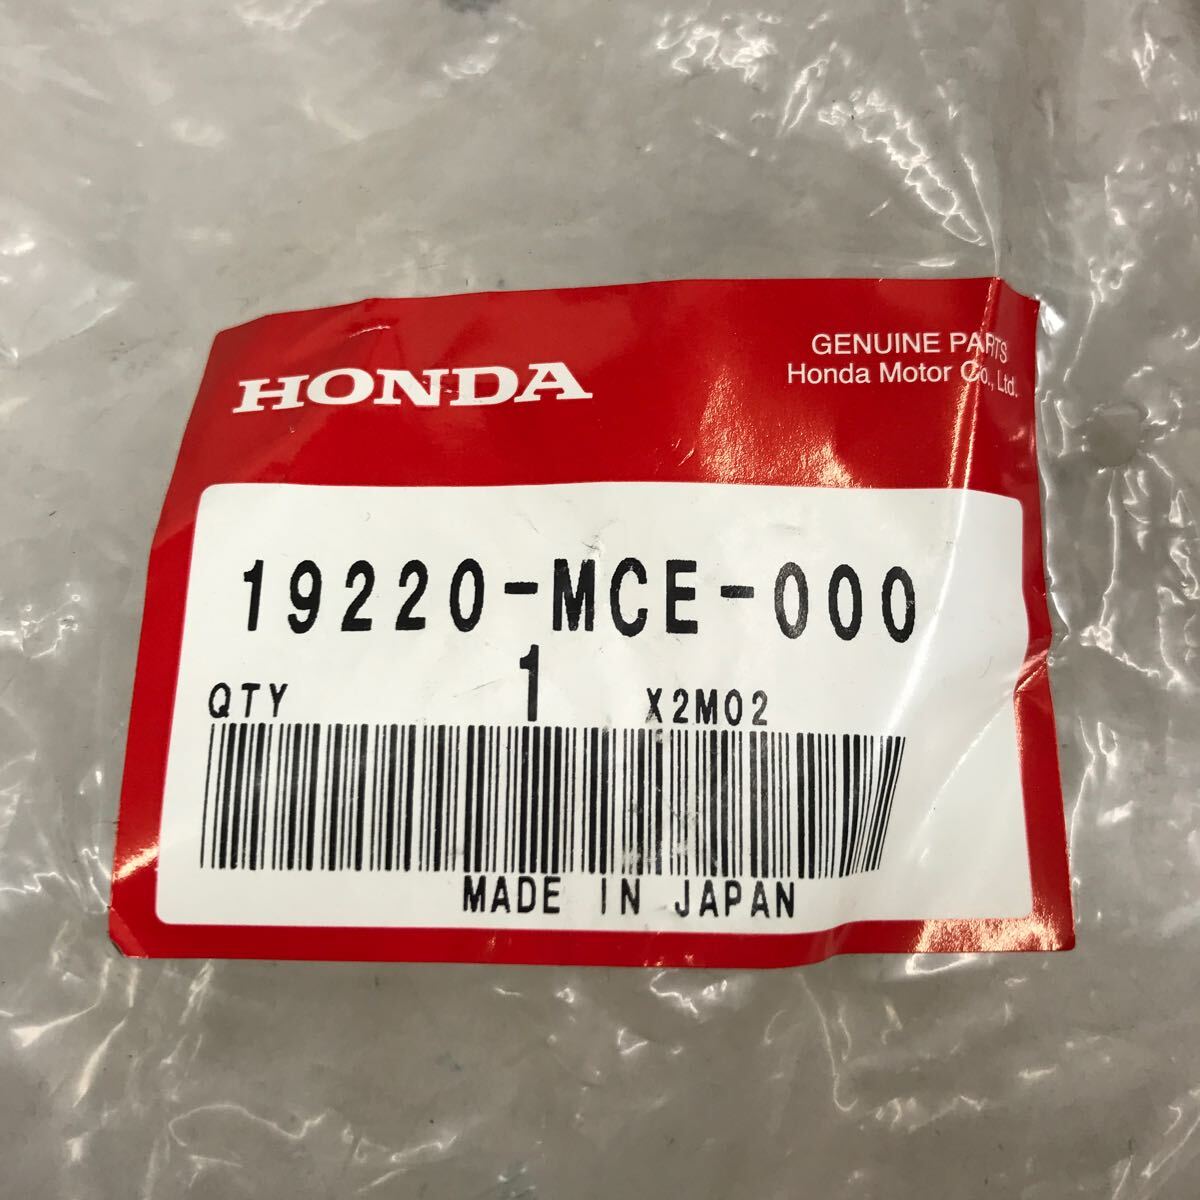 HONDA
GENUINE PARTS
Honda Motor Co., Ltd.
19220-MCE-000
QTY 1 X2M02
MADE IN JAPAN